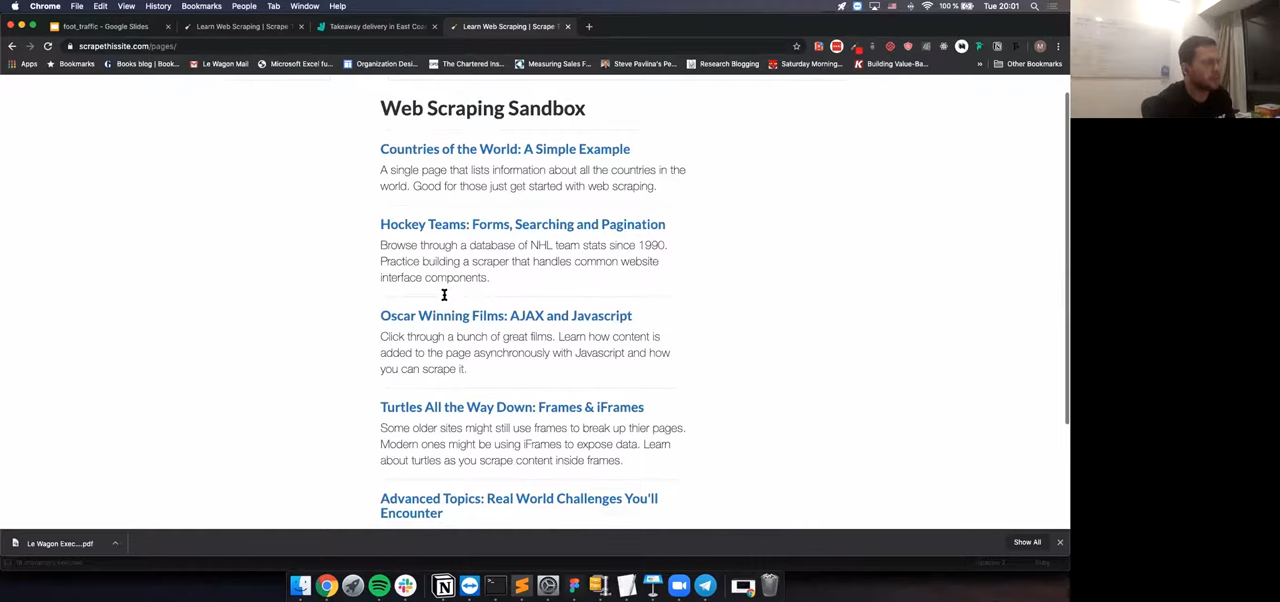 Chrome File Edit View History Bookmarks People Tab Window Help 100 % Tue 20:01
foot_traffic - Google Slides
Learn Web Scraping | Scrape
Takeaway delivery in East Coa
Learn Web Scraping | Scrape
scrapethissite.com/pages/
M
Apps Bookmarks Books blog | Book... Le Wagon Mail Microsoft Excel fu... Organization Desi... The Chartered Ins... Measuring Sales F... Steve Pavlina's Pe... Research Blogging Saturday Morning... Building Value-Ba... » Other Bookmarks
Web Scraping Sandbox
Countries of the World: A Simple Example
A single page that lists information about all the countries in the
world. Good for those just get started with web scraping.
Hockey Teams: Forms, Searching and Pagination
Browse through a database of NHL team stats since 1990.
Practice building a scraper that handles common website
interface components.
Oscar Winning Films: AJAX and Javascript
Click through a bunch of great films. Learn how content is
added to the page asynchronously with Javascript and how
you can scrape it.
Turtles All the Way Down: Frames & iFrames
Some older sites might still use frames to break up thier pages.
Modern ones might be using iFrames to expose data. Learn
about turtles as you scrape content inside frames.
Advanced Topics: Real World Challenges You'll
Encounter
Le Wagon Exec....pdf
Show All